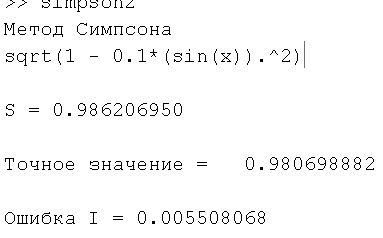 >> simpson2
Метод Симпсона
sqrt(1 - 0.1*(sin(x)).^2)
S = 0.986206950
Точное значение = 0.980698882
Ошибка I = 0.005508068